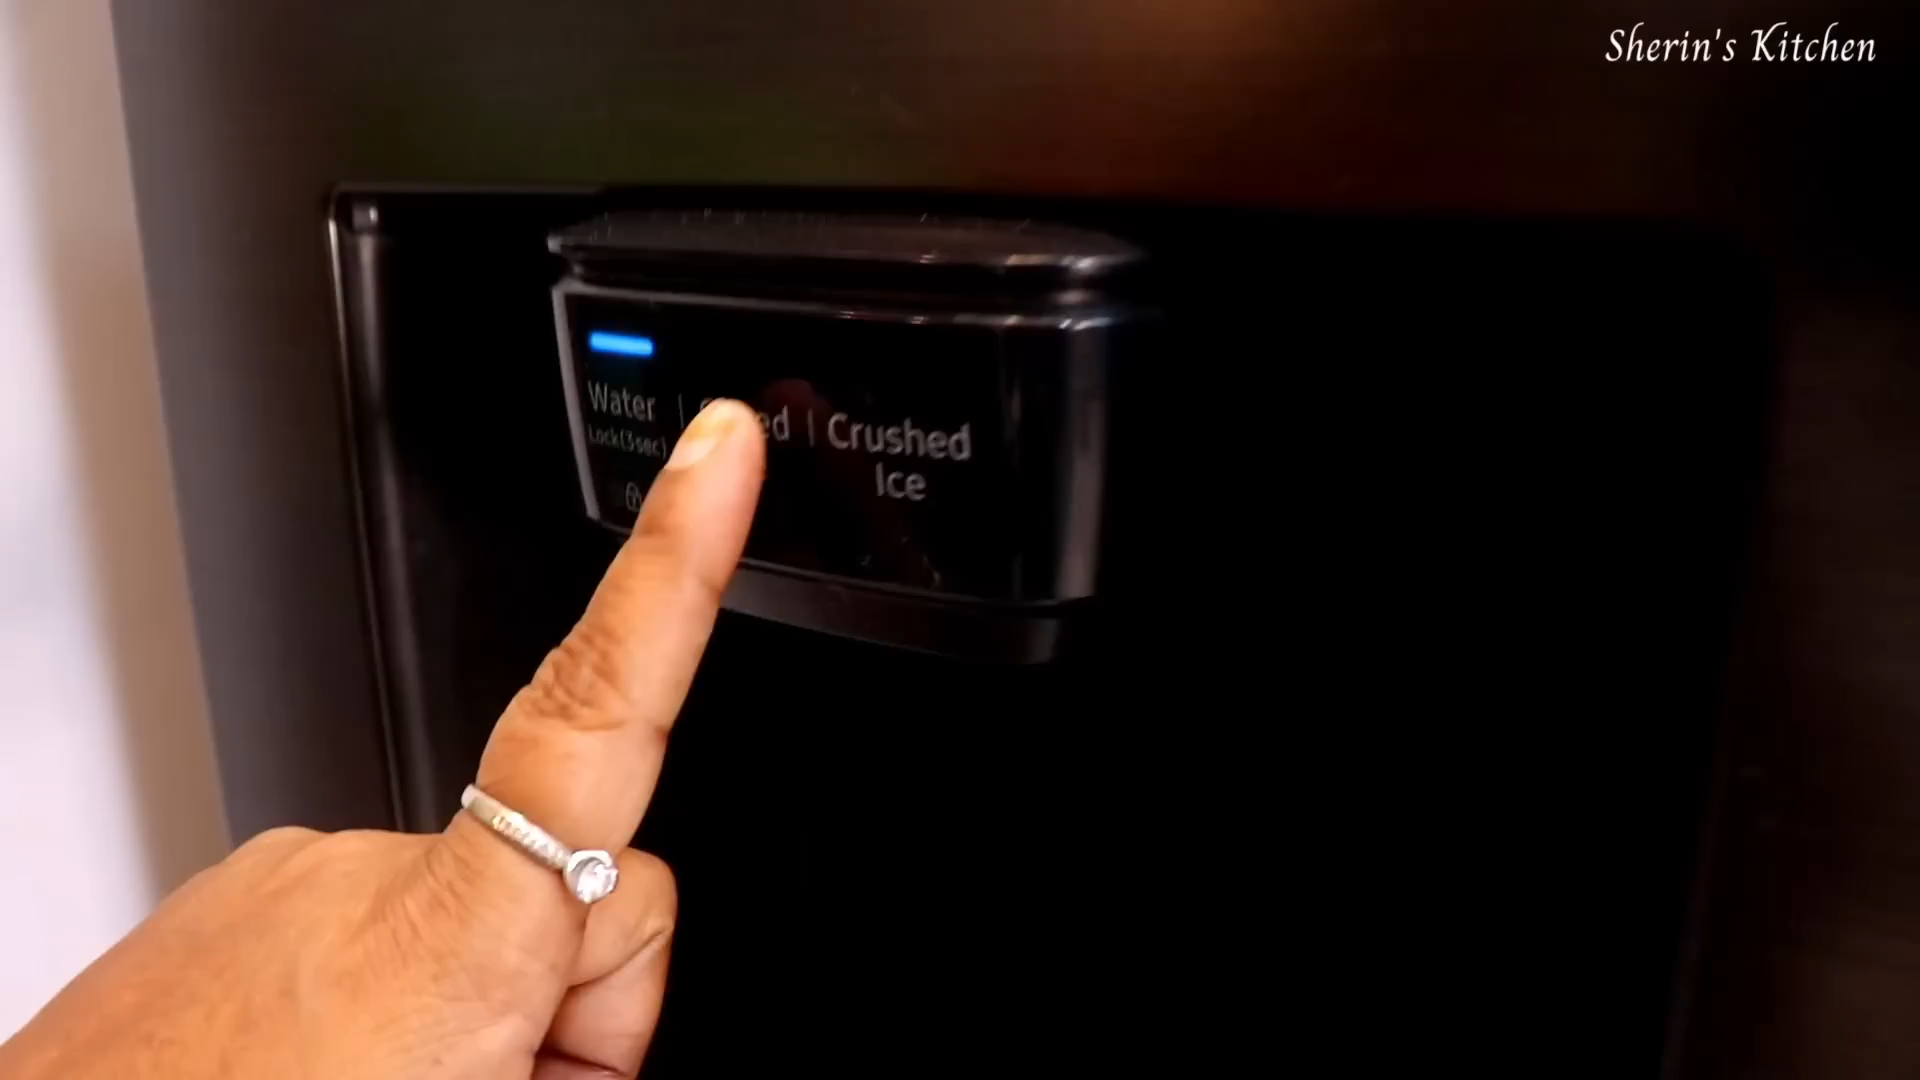 Sherin's Kitchen
Water | | Crushed
Lock(3sec)
Ice